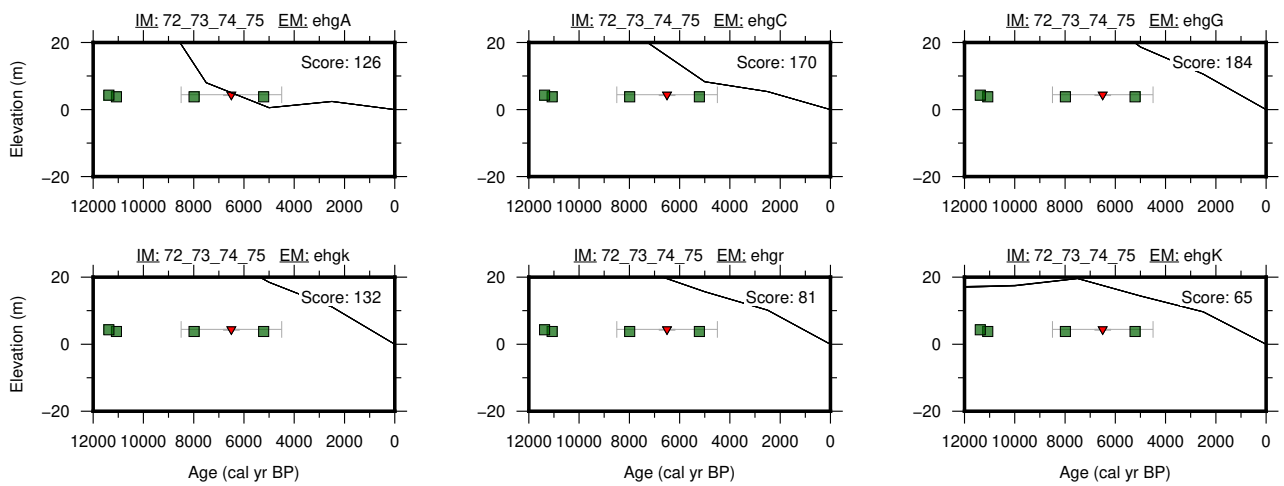 IM: 72_73_74_75 EM: ehgA
IM: 72_73_74_75 EM: ehgC
IM: 72_73_74_75 EM: ehgG
20
0
−20
Elevation (m)
Score: 126
12000 10000 8000 6000 4000 2000 0
20
0
−20
Score: 170
12000 10000 8000 6000 4000 2000 0
20
0
−20
Score: 184
12000 10000 8000 6000 4000 2000 0
IM: 72_73_74_75 EM: ehgk
IM: 72_73_74_75 EM: ehgr
IM: 72_73_74_75 EM: ehgK
20
0
−20
Elevation (m)
Score: 132
12000 10000 8000 6000 4000 2000 0
Age (cal yr BP)
20
0
−20
Score: 81
12000 10000 8000 6000 4000 2000 0
Age (cal yr BP)
20
0
−20
Score: 65
12000 10000 8000 6000 4000 2000 0
Age (cal yr BP)